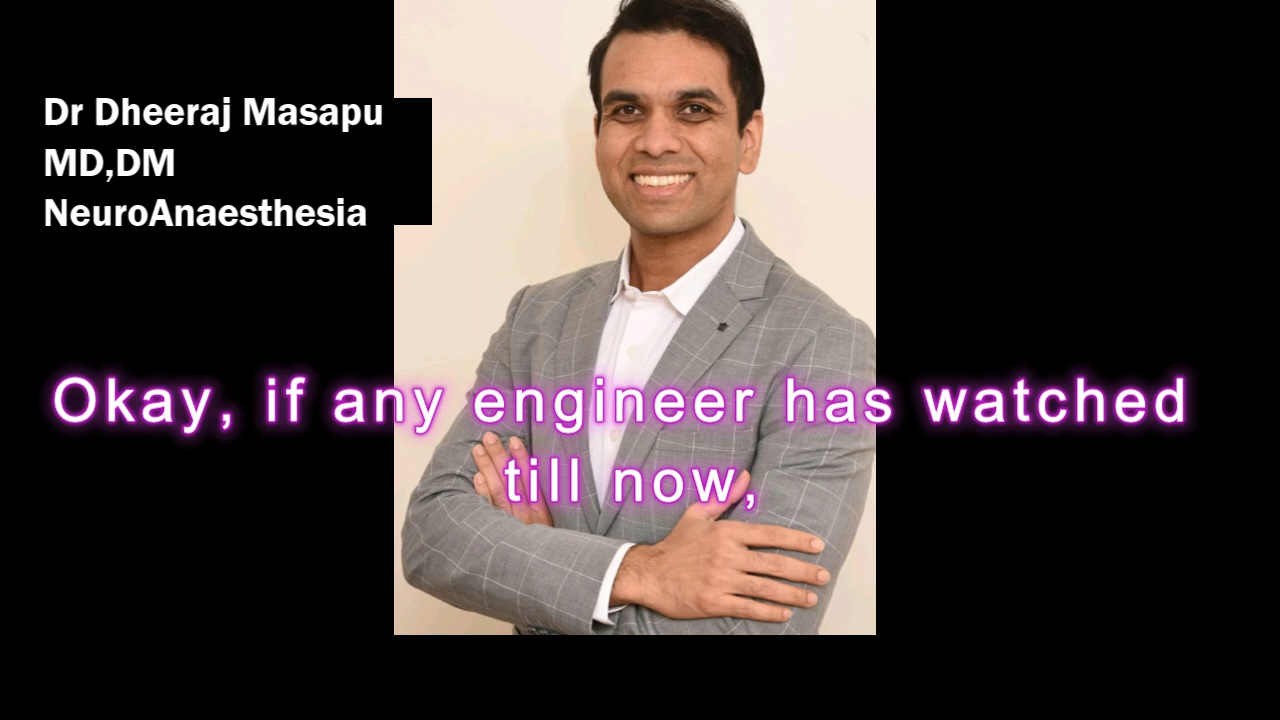 Dr Dheeraj Masapu
MD,DM
NeuroAnaesthesia
Okay, if any engineer has watched
till now,